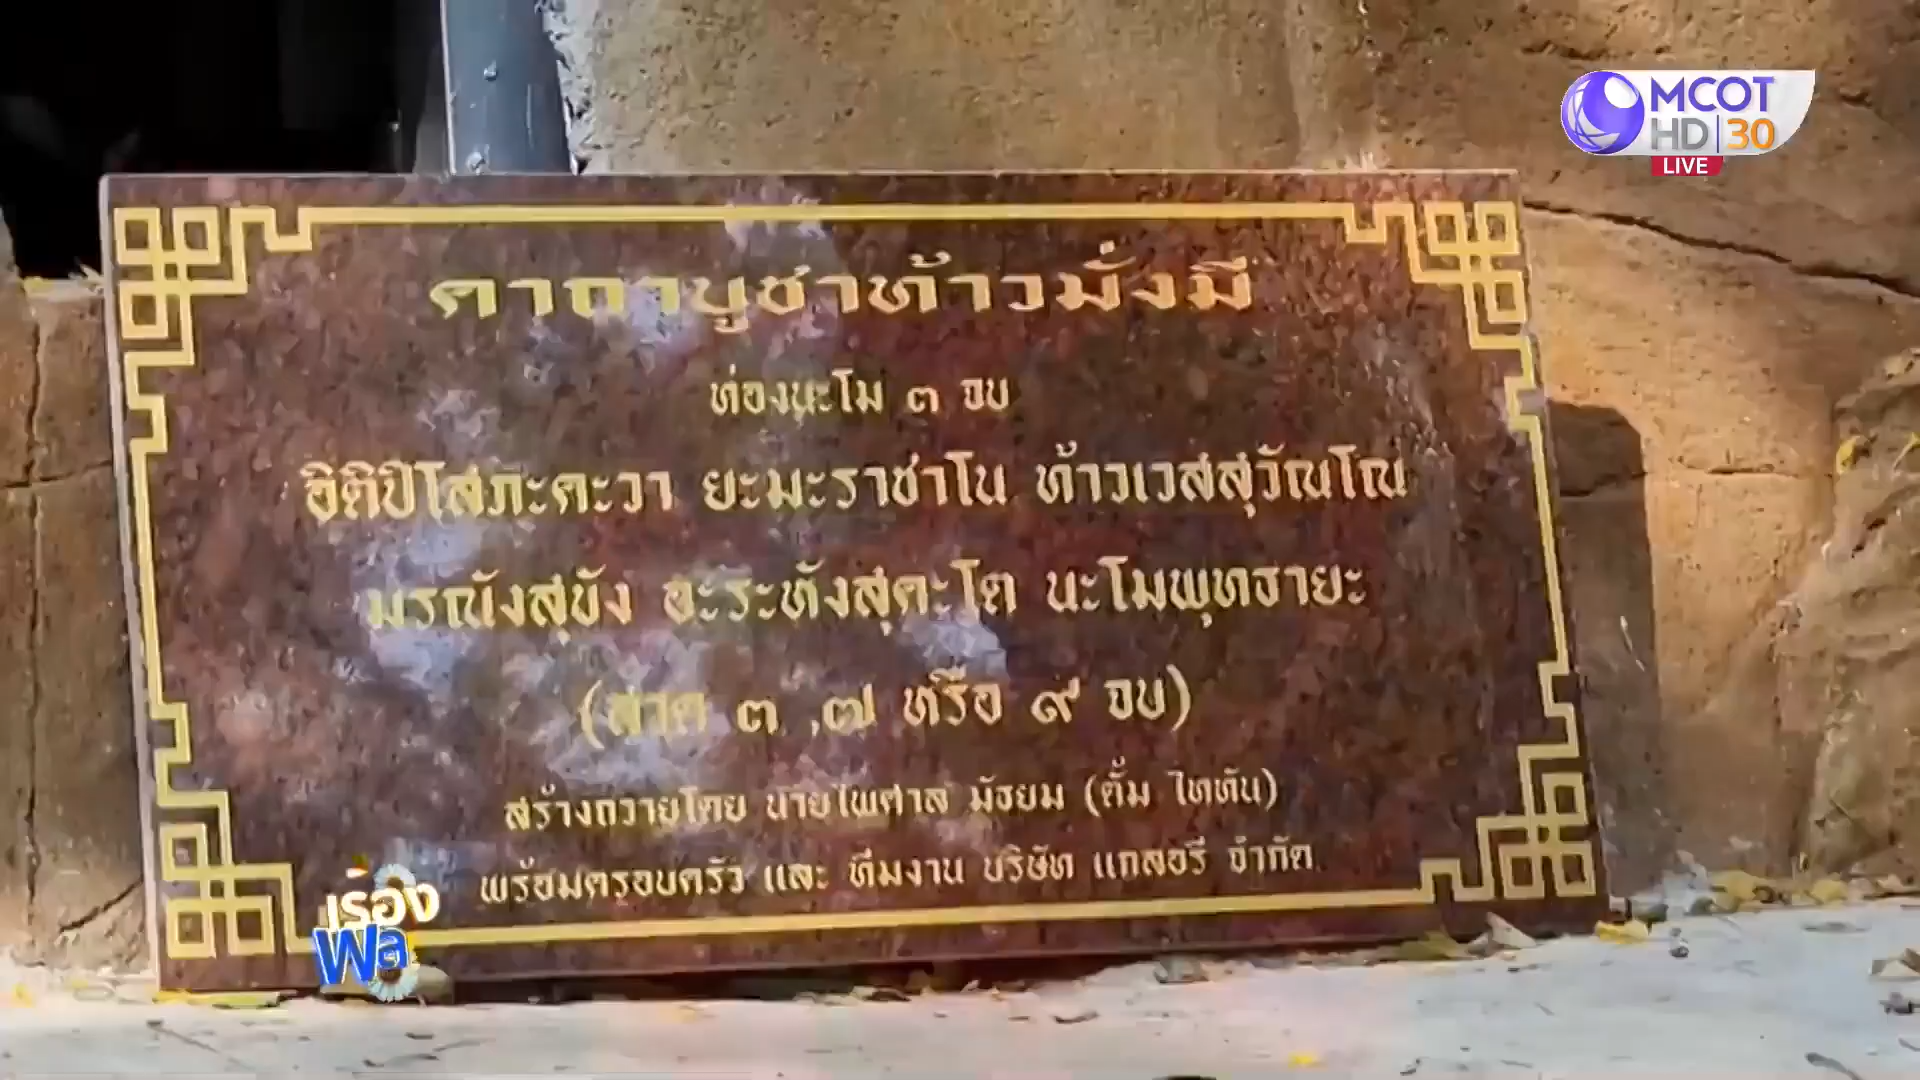 MCOT
HD 30
LIVE
คาถาบูชาท้าวมั่งมี
ท่องนะโม ๓ จบ
อิติปิโสภะคะวา ยะมะราชาโน ท้าวเวสสุวัณโณ
มรณังสุขัง อะระหังสุคะโต นะโมพุทธายะ
(สวด ๓ ,๗ หรือ ๙ จบ)
สร้างถวายโดย นายไพศาล มัธยม (ตั้ม ไททัน)
พร้อมครอบครัว และ ทีมงาน บริษัท แกลอรี่ จำกัด
เรื่อง